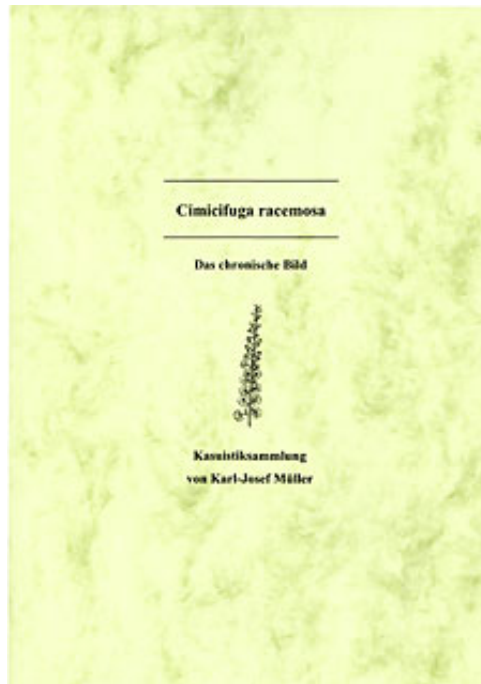 Cimicifuga racemosa
Das chronische Bild
Kasuistiksammlung
von Karl-Josef Müller